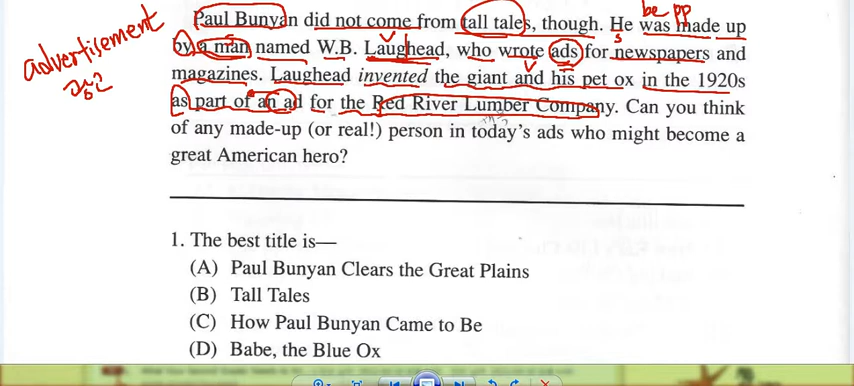 be pp
Paul Bunyan did not come from tall tales, though. He was made up
s
by a man named W.B. Laughead, who wrote ads for newspapers and
v
magazines. Laughead invented the giant and his pet ox in the 1920s
as part of an ad for the Red River Lumber Company. Can you think
of any made-up (or real!) person in today's ads who might become a
great American hero?
advertisement
1. The best title is—
(A) Paul Bunyan Clears the Great Plains
(B) Tall Tales
(C) How Paul Bunyan Came to Be
(D) Babe, the Blue Ox